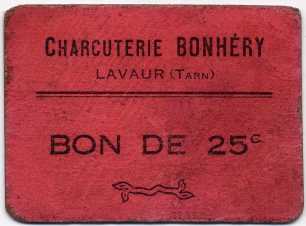 CHARCUTERIE BONHÉRY
LAVAUR (TARN)
BON DE 25c